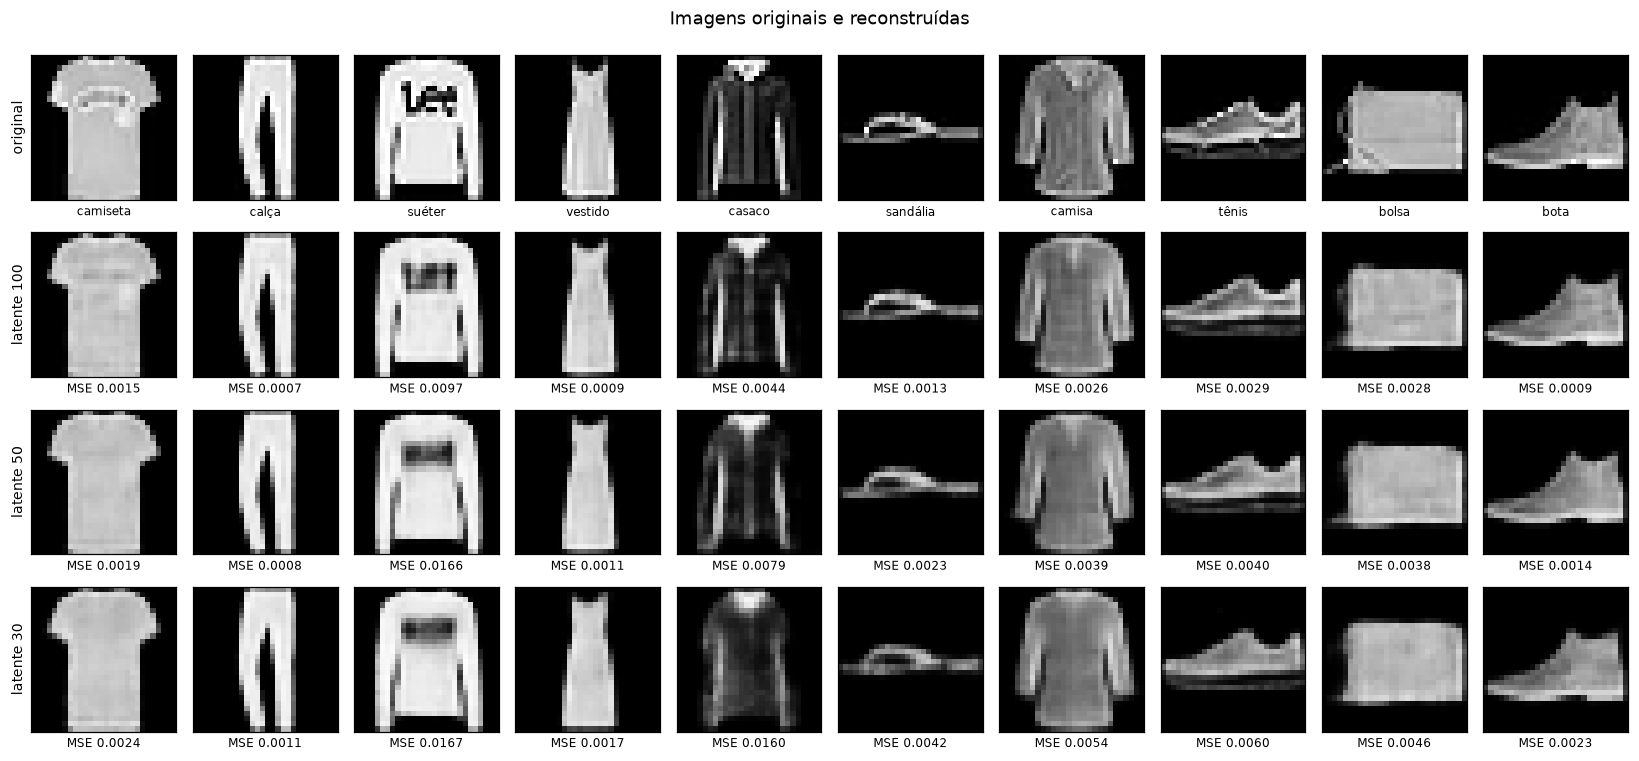 Imagens originais e reconstruídas
original
Lee
camiseta calça suéter vestido casaco sandália camisa tênis bolsa bota
latente 100
MSE 0.0015 MSE 0.0007 MSE 0.0097 MSE 0.0009 MSE 0.0044 MSE 0.0013 MSE 0.0026 MSE 0.0029 MSE 0.0028 MSE 0.0009
latente 50
MSE 0.0019 MSE 0.0008 MSE 0.0166 MSE 0.0011 MSE 0.0079 MSE 0.0023 MSE 0.0039 MSE 0.0040 MSE 0.0038 MSE 0.0014
latente 30
MSE 0.0024 MSE 0.0011 MSE 0.0167 MSE 0.0017 MSE 0.0160 MSE 0.0042 MSE 0.0054 MSE 0.0060 MSE 0.0046 MSE 0.0023